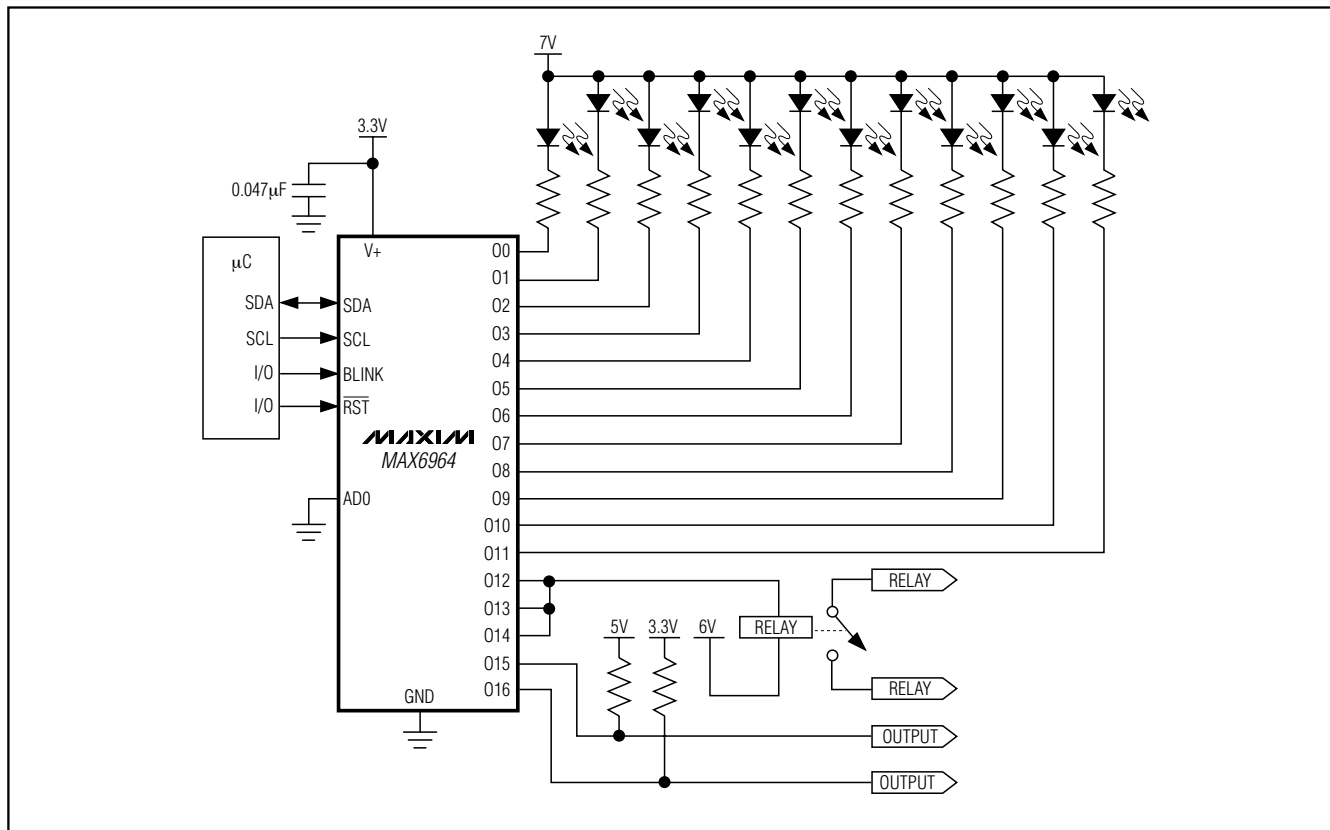 7V
3.3V
0.047μF
μC
SDA
SCL
I/O
I/O
V+
SDA
SCL
BLINK
RST
MAXIM
MAX6964
AD0
GND
O0
O1
O2
O3
O4
O5
O6
O7
O8
O9
O10
O11
O12
O13
O14
O15
O16
5V
3.3V
6V
RELAY
RELAY
RELAY
OUTPUT
OUTPUT